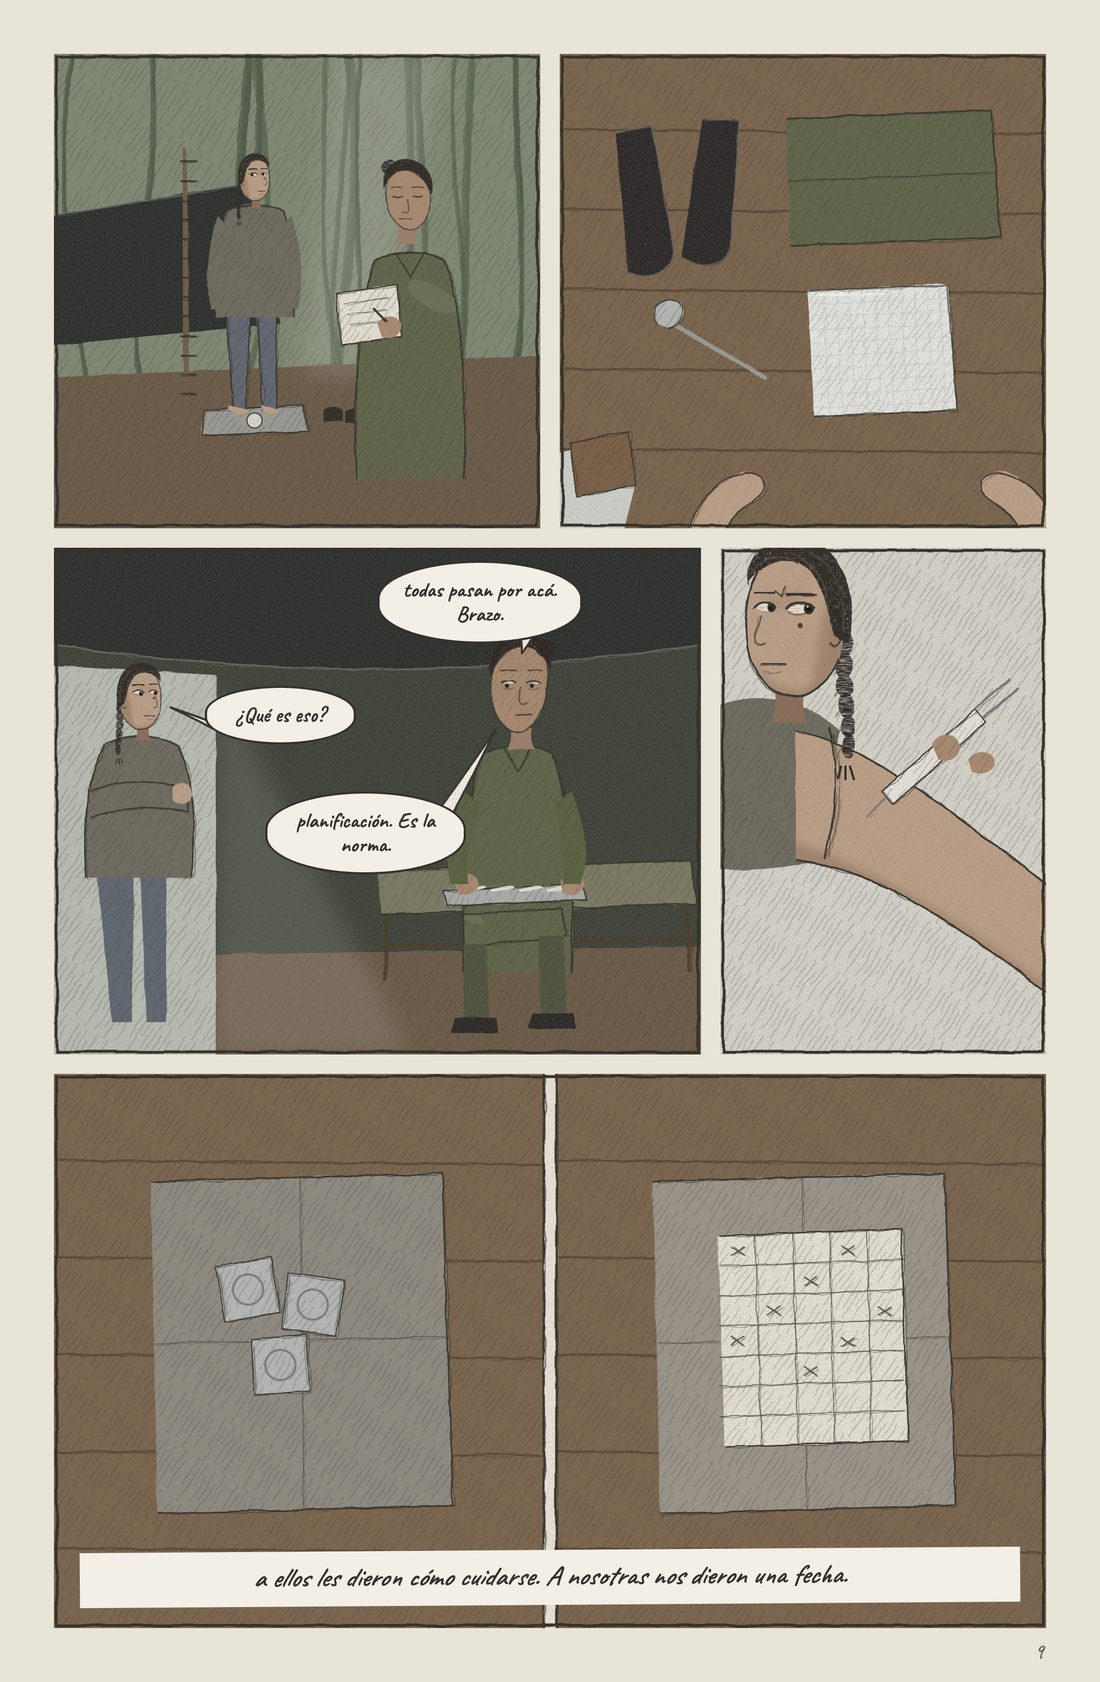 todas pasan por acá.
Brazo.
¿Qué es eso?
planificación. Es la
norma.
a ellos les dieron cómo cuidarse. A nosotras nos dieron una fecha.
9